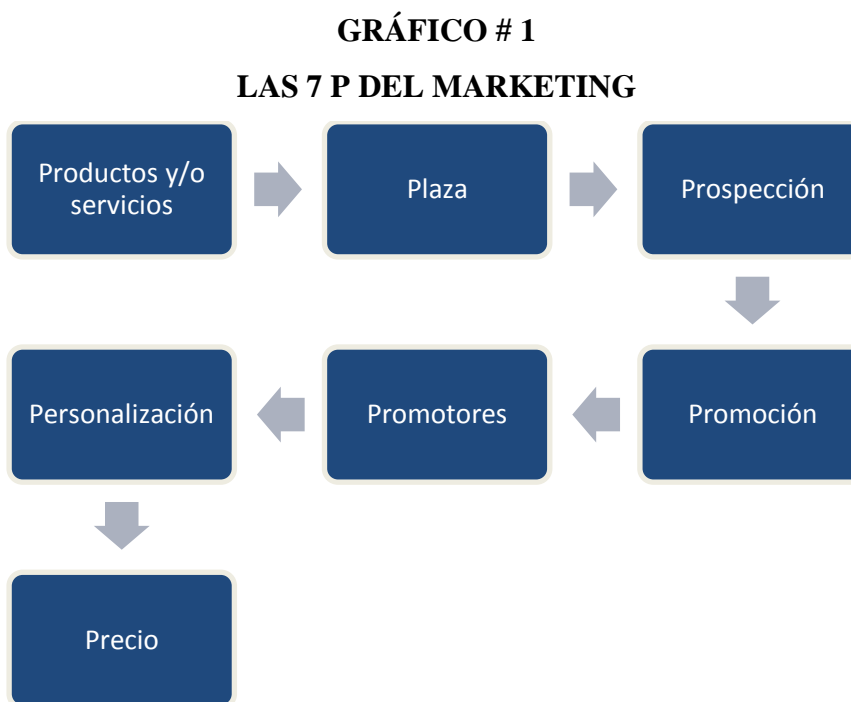 GRÁFICO # 1
LAS 7 P DEL MARKETING
Productos y/o
servicios
Plaza
Prospección
Promoción
Promotores
Personalización
Precio